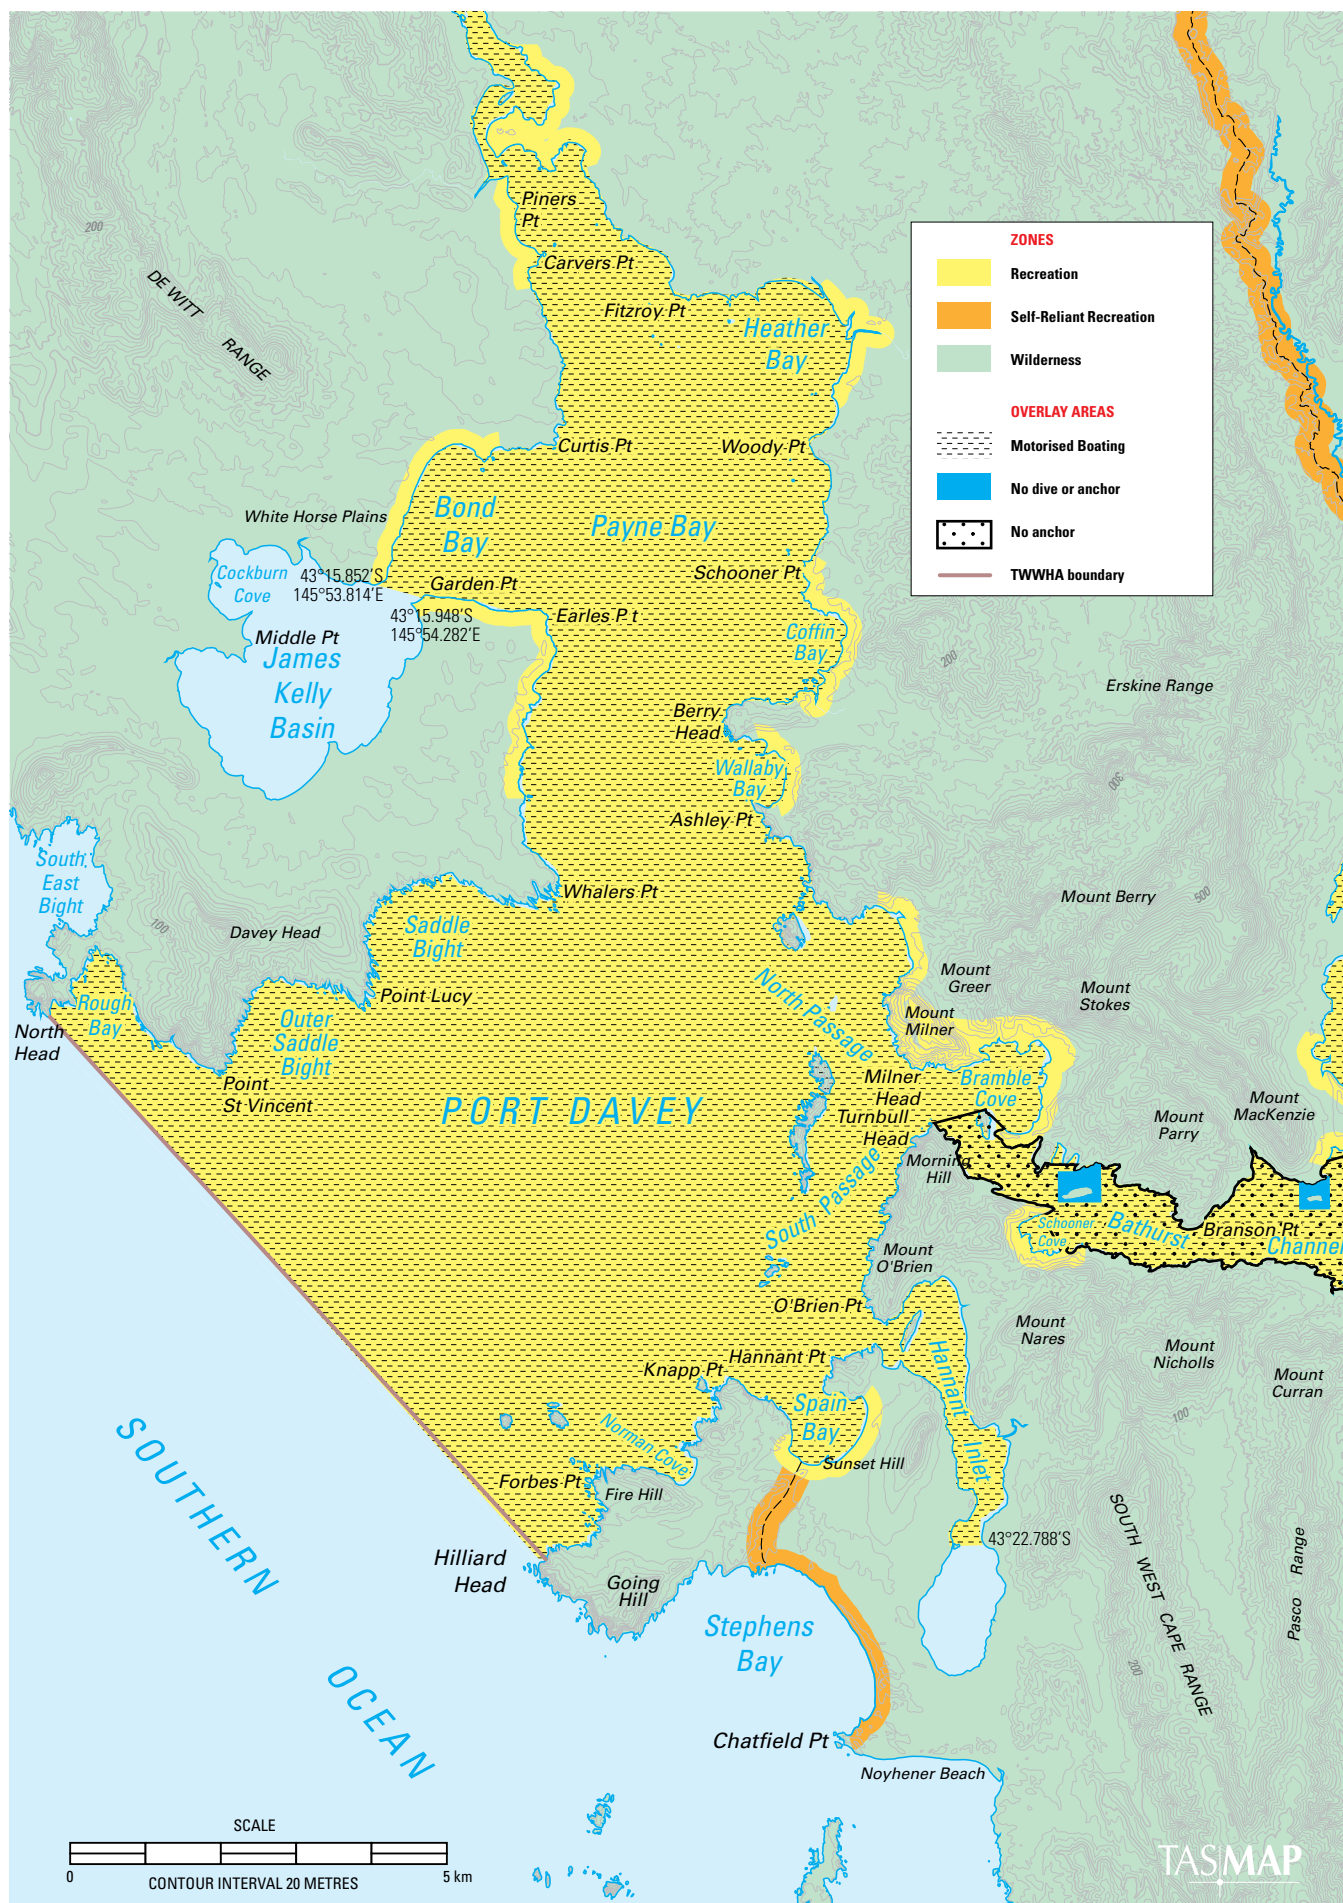 Piners
Pt
Carvers Pt
Fitzroy Pt
Heather
Bay
200
DE WITT
RANGE
ZONES
Recreation
Self-Reliant Recreation
Wilderness
OVERLAY AREAS
Motorised Boating
No dive or anchor
No anchor
TWWHA boundary
Curtis Pt
Woody Pt
White Horse Plains
Bond
Bay
Payne Bay
Cockburn
Cove
43°15.852'S
145°53.814'E
Garden Pt
Schooner Pt
43°15.948'S
145°54.282'E
Earles Pt
Middle Pt
James
Kelly
Basin
Coffin
Bay
200
Erskine Range
Berry
Head
Wallaby
Bay
300
Ashley Pt
South
East
Bight
Whalers Pt
Mount Berry
500
100
Davey Head
Saddle
Bight
Point Lucy
North Passage
Mount
Greer
Mount
Stokes
Rough
Bay
North
Head
Outer
Saddle
Bight
Mount
Milner
Point
St Vincent
PORT DAVEY
Milner
Head
Turnbull
Head
Bramble
Cove
Mount
Parry
Mount
MacKenzie
Morning
Hill
South Passage
Schooner
Cove
Bathurst
Branson Pt
Channel
Mount
O'Brien
O'Brien Pt
Mount
Nares
Mount
Nicholls
Mount
Curran
Hannant Pt
Knapp Pt
Hannant
Inlet
Spain
Bay
100
Norman Cove
Sunset Hill
Forbes Pt
Fire Hill
SOUTHERN
OCEAN
43°22.788'S
SOUTH WEST CAPE RANGE
Pasco Range
Hilliard
Head
Going
Hill
Stephens
Bay
200
Chatfield Pt
Noyhener Beach
SCALE
0
5 km
CONTOUR INTERVAL 20 METRES
TASMAP